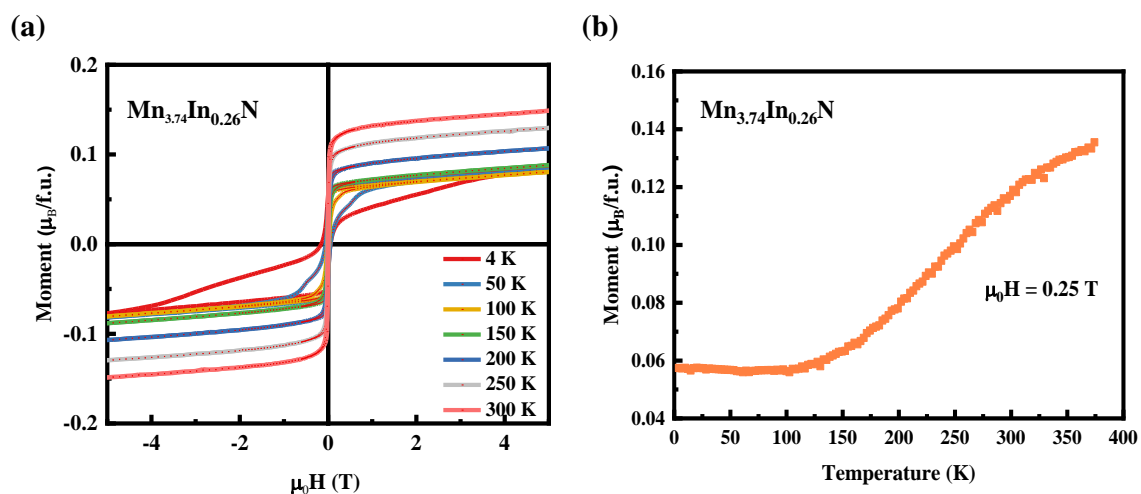 (a)
Mn3.74In0.26N
Moment (μB/f.u.)
0.2
0.1
0.0
-0.1
-0.2
4 K
50 K
100 K
150 K
200 K
250 K
300 K
-4 -2 0 2 4
μ0H (T)
(b)
Mn3.74In0.26N
Moment (μB/f.u.)
0.16
0.14
0.12
0.10
0.08
0.06
0.04
μ0H = 0.25 T
0 50 100 150 200 250 300 350 400
Temperature (K)